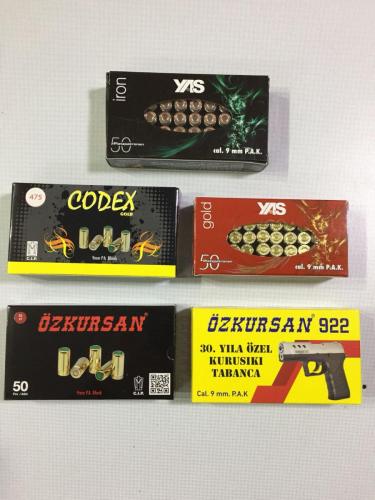 iron
YAS
50
cal. 9 mm P.A.K.
475
CODEX
GOLD
C.I.P.
9mm P.A. Blank
gold
YAS
50
cal. 9 mm P.A.K.
ÖZKURSAN
50
9mm P.A. Blank
C.I.P.
ÖZKURSAN 922
30. YILA ÖZEL
KURUSIKI
TABANCA
Cal. 9 mm. P.A.K